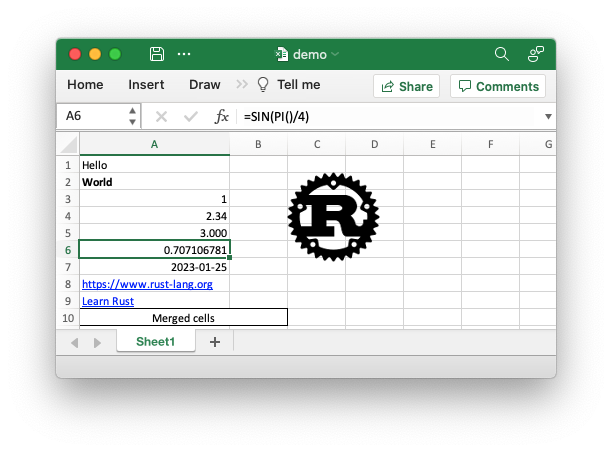 demo
Home Insert Draw Tell me Share Comments
A6 fx =SIN(PI()/4)
A B C D E F G
1 Hello
2 World
3 1
4 2.34
5 3.000
6 0.707106781
7 2023-01-25
8 https://www.rust-lang.org
9 Learn Rust
10 Merged cells
R
Sheet1